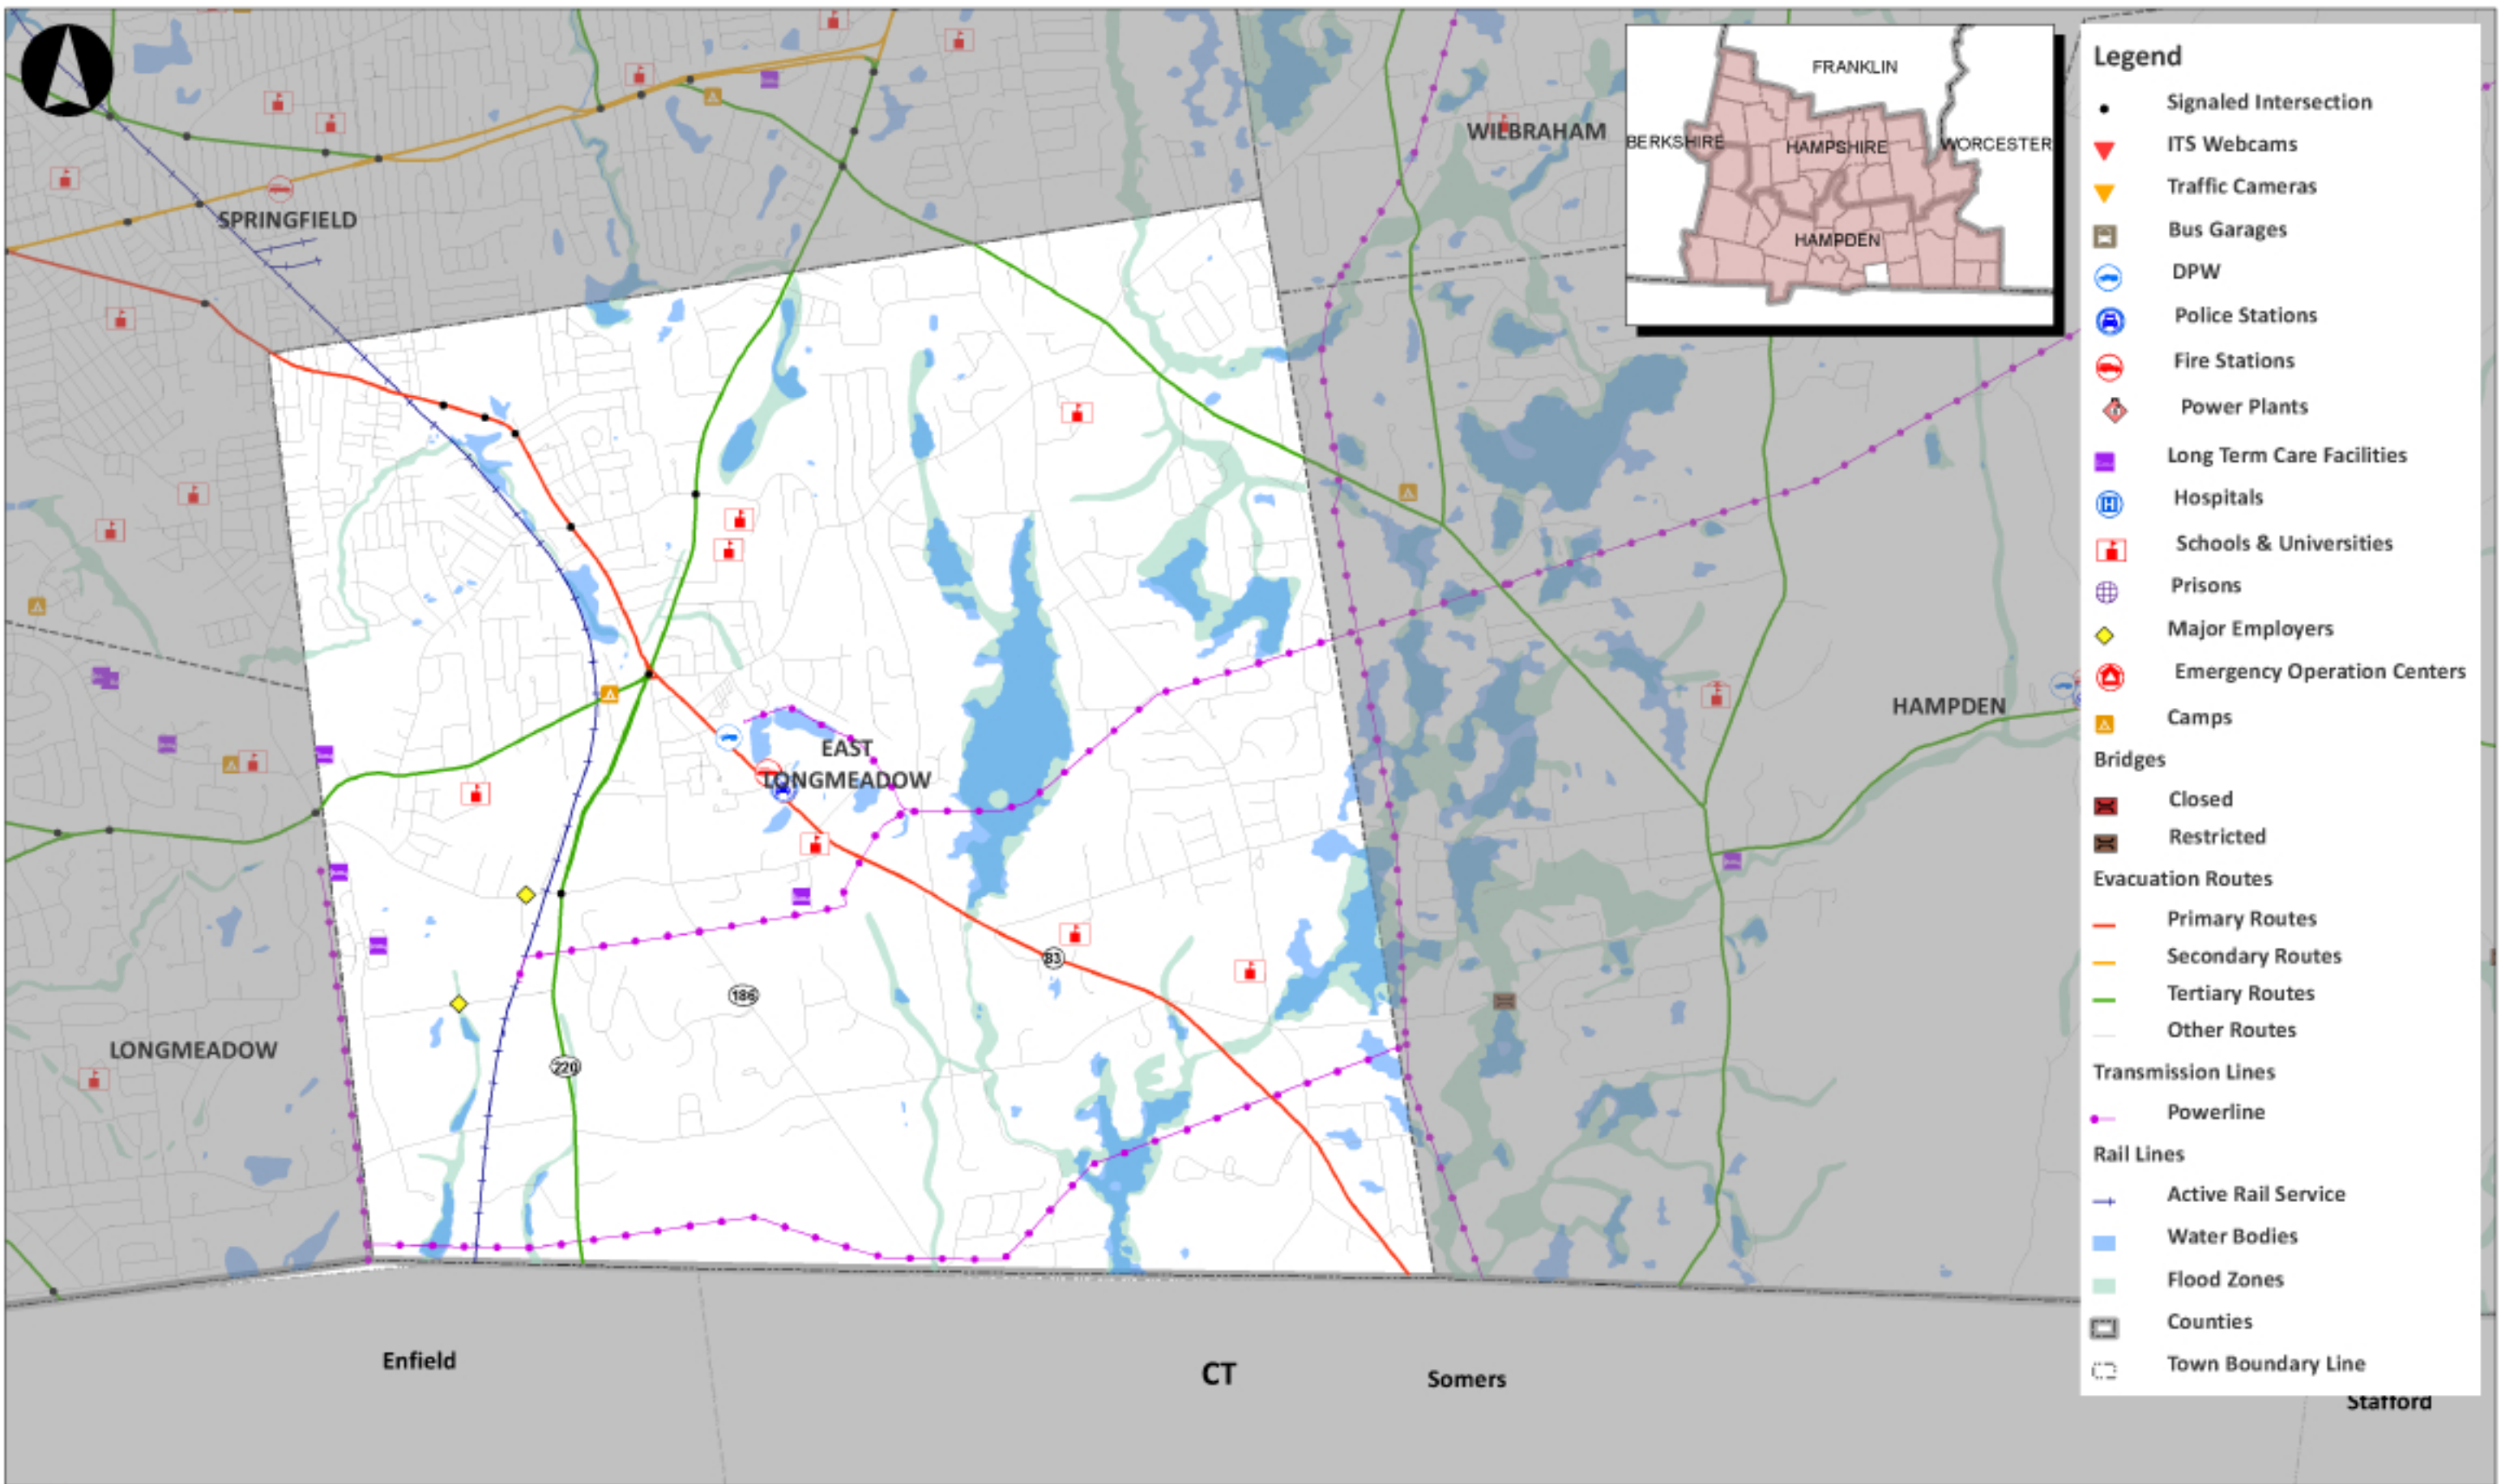 FRANKLIN
BERKSHIRE
HAMPSHIRE
WORCESTER
HAMPDEN
WILBRAHAM
SPRINGFIELD
HAMPDEN
EAST
LONGMEADOW
83
186
220
LONGMEADOW
Enfield
CT
Somers
Stafford
Legend
Signaled Intersection
ITS Webcams
Traffic Cameras
Bus Garages
DPW
Police Stations
Fire Stations
Power Plants
Long Term Care Facilities
H
Hospitals
Schools & Universities
Prisons
Major Employers
Emergency Operation Centers
Camps
Bridges
Closed
Restricted
Evacuation Routes
Primary Routes
Secondary Routes
Tertiary Routes
Other Routes
Transmission Lines
Powerline
Rail Lines
Active Rail Service
Water Bodies
Flood Zones
Counties
Town Boundary Line